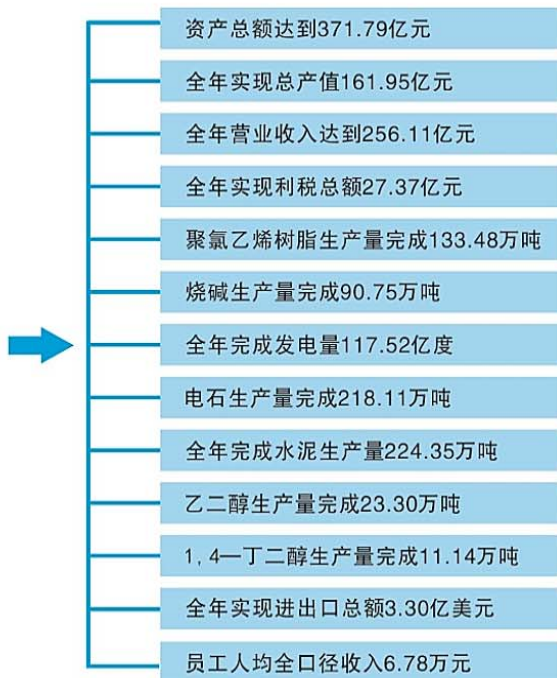 资产总额达到371.79亿元
全年实现总产值161.95亿元
全年营业收入达到256.11亿元
全年实现利税总额27.37亿元
聚氯乙烯树脂生产量完成133.48万吨
烧碱生产量完成90.75万吨
全年完成发电量117.52亿度
电石生产量完成218.11万吨
全年完成水泥生产量224.35万吨
乙二醇生产量完成23.30万吨
1,4—丁二醇生产量完成11.14万吨
全年实现进出口总额3.30亿美元
员工人均全口径收入6.78万元